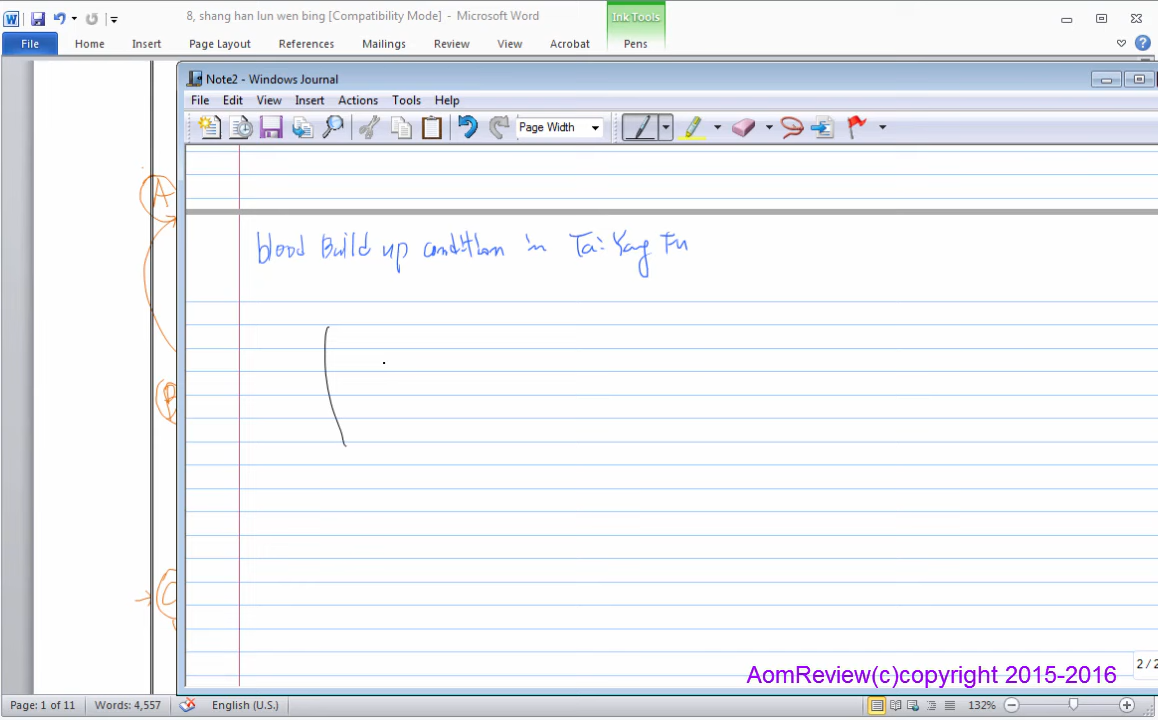 8, shang han lun wen bing [Compatibility Mode] - Microsoft Word
Ink Tools
File Home Insert Page Layout References Mailings Review View Acrobat Pens
Note2 - Windows Journal
File Edit View Insert Actions Tools Help
Page Width
A
blood Build up condition in Tai Yang Fu
B
C
2 / 2
AomReview(c)copyright 2015-2016
Page: 1 of 11 Words: 4,557 English (U.S.) 132%